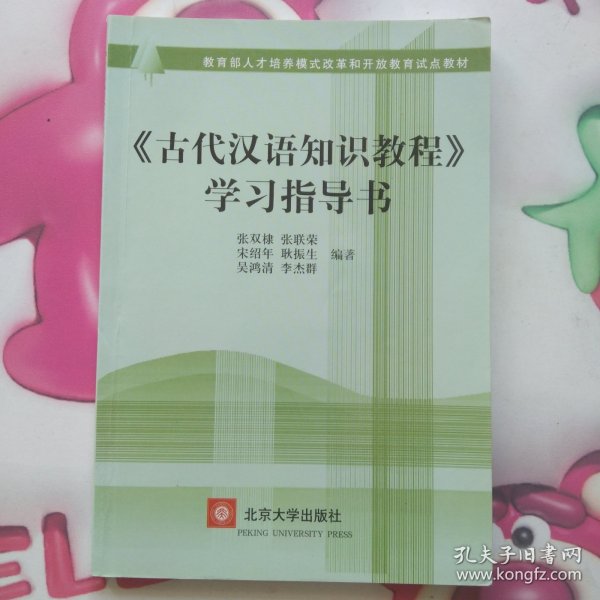 教育部人才培养模式改革和开放教育试点教材
《古代汉语知识教程》
学习指导书
张双棣 张联荣
宋绍年 耿振生 编著
吴鸿清 李杰群
北京大学出版社
PEKING UNIVERSITY PRESS
孔夫子旧书网
www.kongfz.com